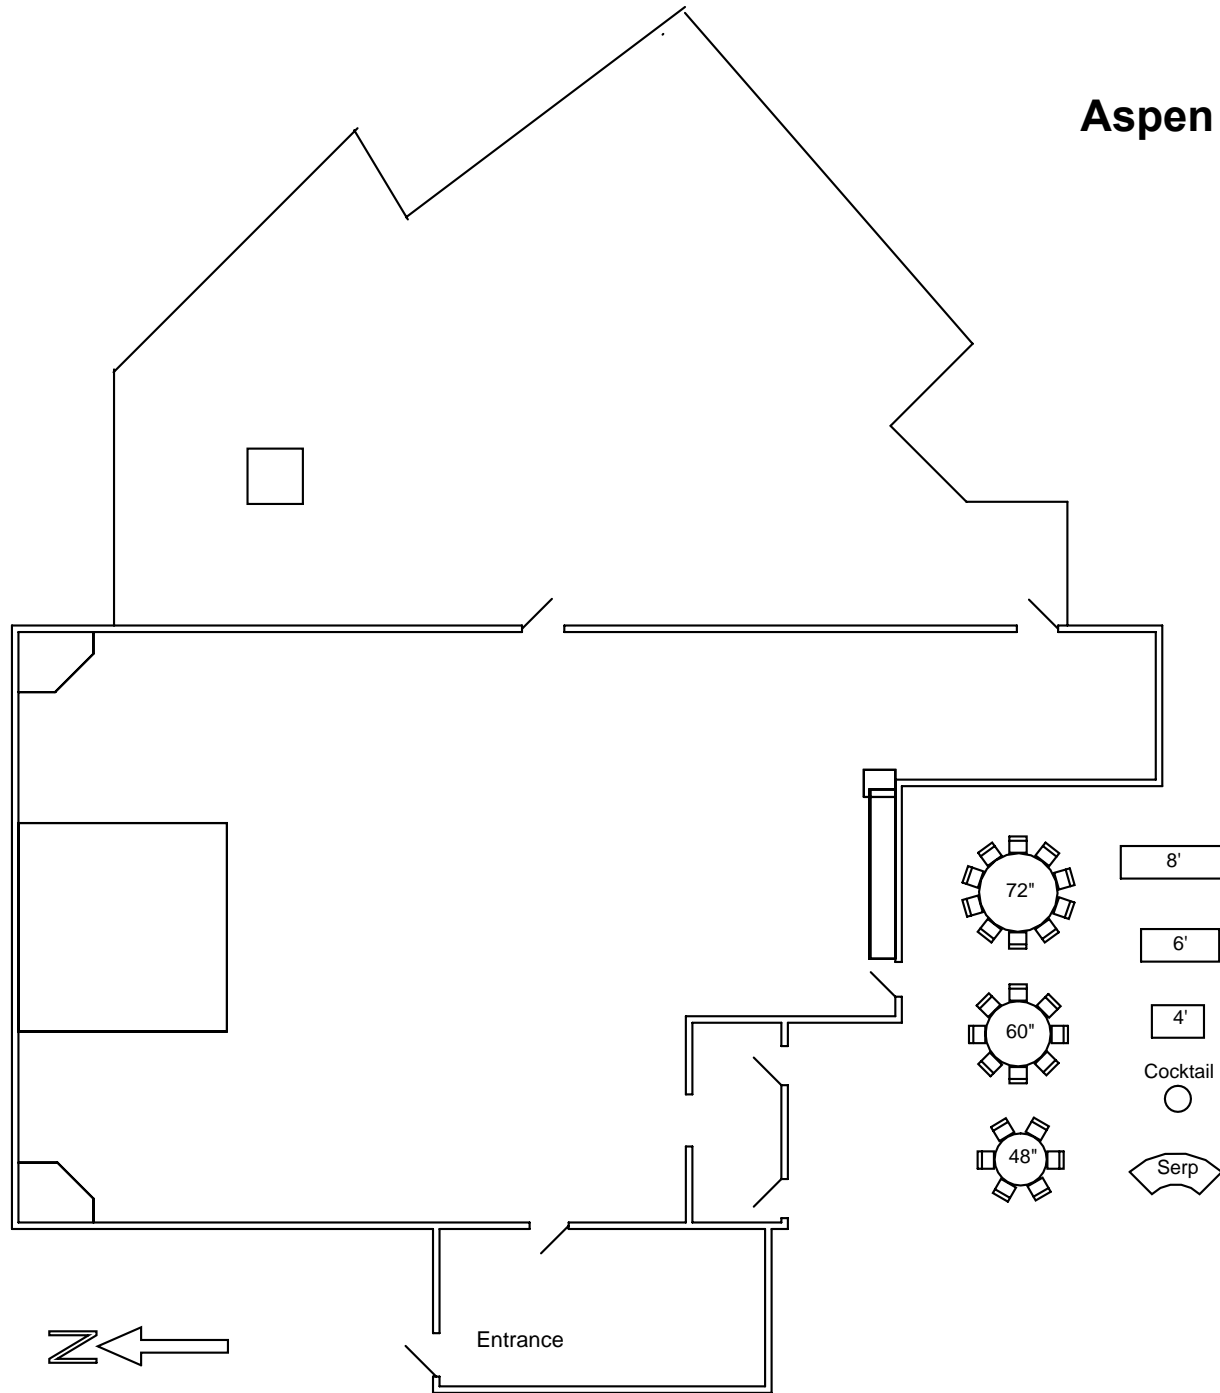 Aspen
72"
8'
6'
60"
4'
Cocktail
48"
Serp
Entrance
N